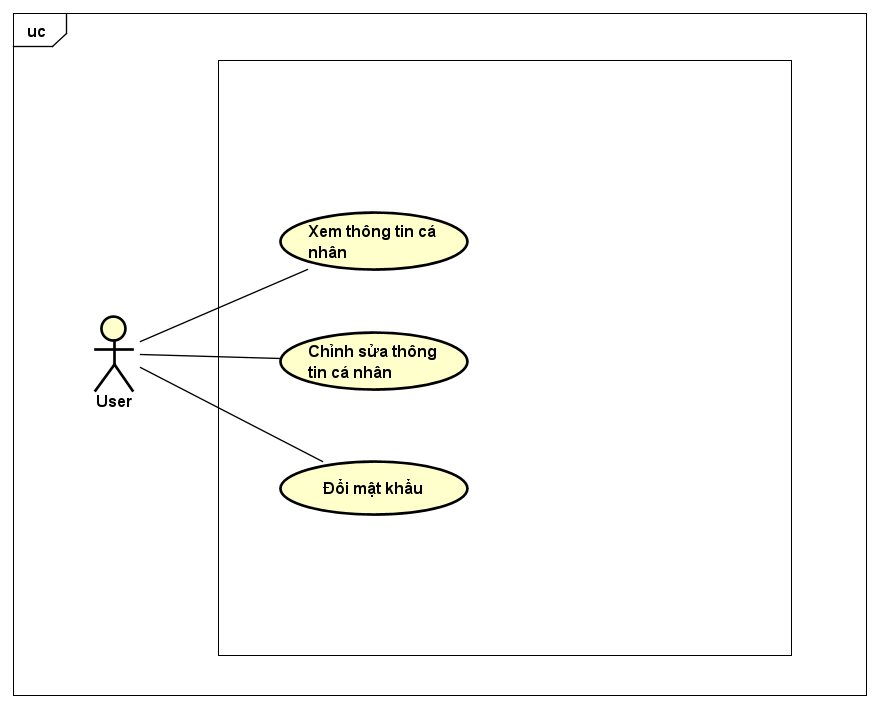 uc
Xem thông tin cá
nhân
Chỉnh sửa thông
tin cá nhân
User
Đổi mật khẩu